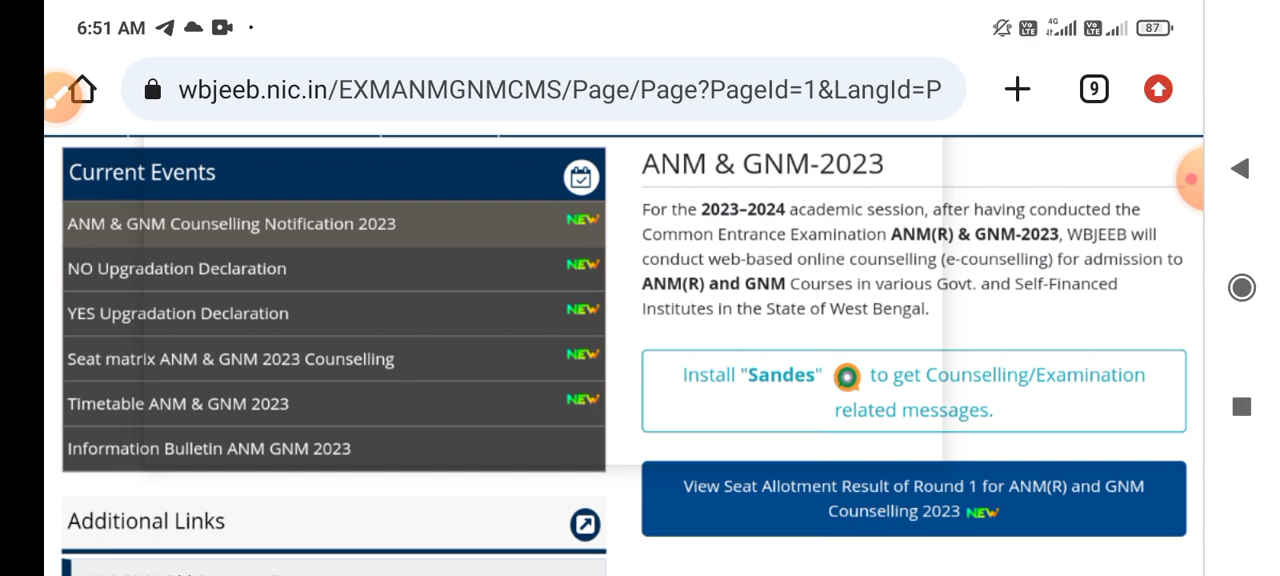 6:51 AM
4G
Vo LTE
Vo LTE
87
wbjeeb.nic.in/EXMANMGNMCMS/Page/Page?PageId=1&LangId=P
9
Current Events
ANM & GNM Counselling Notification 2023 NEW
NO Upgradation Declaration NEW
YES Upgradation Declaration NEW
Seat matrix ANM & GNM 2023 Counselling NEW
Timetable ANM & GNM 2023 NEW
Information Bulletin ANM GNM 2023
Additional Links
ANM & GNM-2023
For the 2023–2024 academic session, after having conducted the
Common Entrance Examination ANM(R) & GNM-2023, WBJEEB will
conduct web-based online counselling (e-counselling) for admission to
ANM(R) and GNM Courses in various Govt. and Self-Financed
Institutes in the State of West Bengal.
Install "Sandes" to get Counselling/Examination
related messages.
View Seat Allotment Result of Round 1 for ANM(R) and GNM
Counselling 2023 NEW